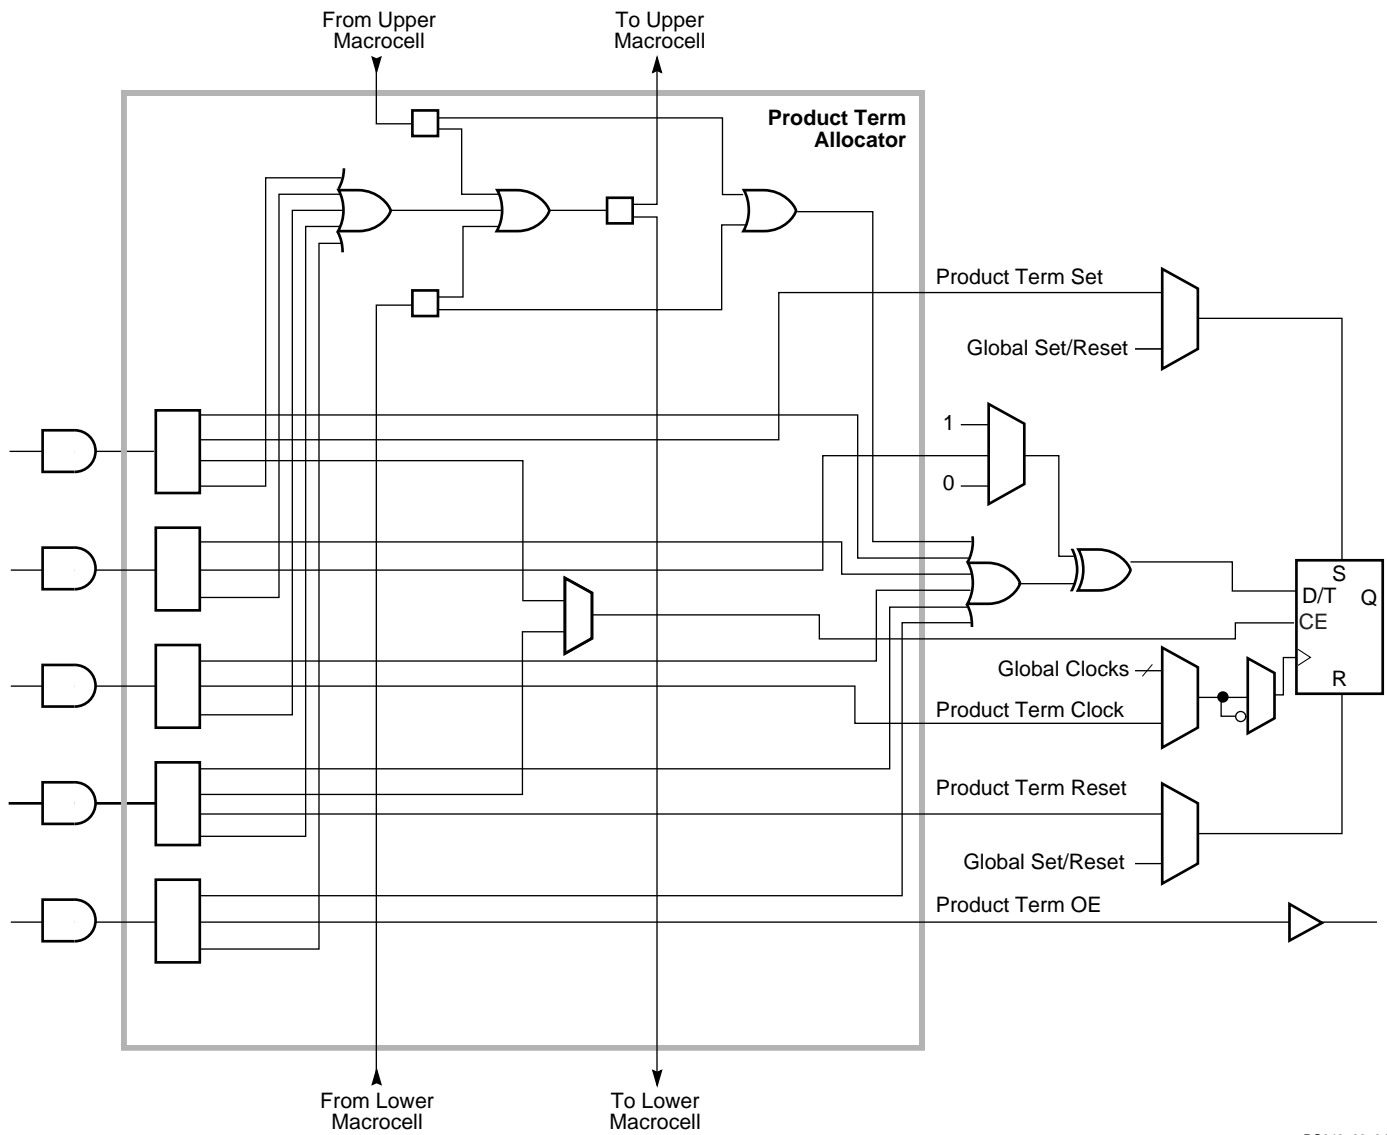 From Upper
Macrocell
To Upper
Macrocell
Product Term
Allocator
Product Term Set
Global Set/Reset
1
0
S
D/T Q
CE
R
Global Clocks
Product Term Clock
Product Term Reset
Global Set/Reset
Product Term OE
From Lower
Macrocell
To Lower
Macrocell